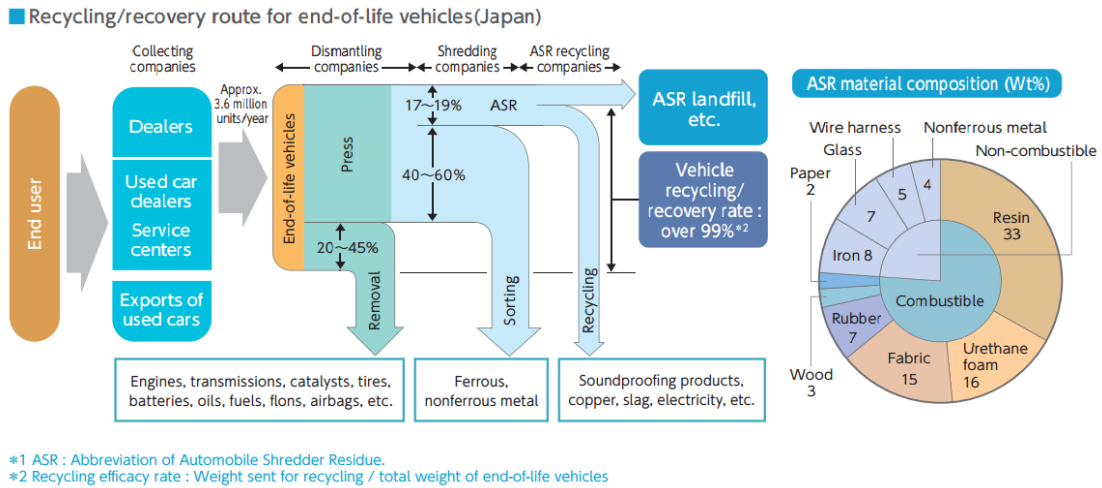 Recycling/recovery route for end-of-life vehicles(Japan)
Collecting
companies
Dismantling
companies
Shredding
companies
ASR recycling
companies
End user
Dealers
Used car
dealers
Service
centers
Exports of
used cars
Approx.
3.6 million
units/year
End-of-life vehicles
Press
17～19%
ASR
40～60%
20～45%
Removal
Sorting
Recycling
ASR landfill,
etc.
Vehicle
recycling/
recovery rate :
over 99%*2
Engines, transmissions, catalysts, tires,
batteries, oils, fuels, flons, airbags, etc.
Ferrous,
nonferrous metal
Soundproofing products,
copper, slag, electricity, etc.
ASR material composition (Wt%)
Wire harness
Nonferrous metal
Glass
Non-combustible
Paper
2
5
4
7
Resin
33
Iron 8
Combustible
Rubber
7
Urethane
foam
16
Fabric
15
Wood
3
*1 ASR : Abbreviation of Automobile Shredder Residue.
*2 Recycling efficacy rate : Weight sent for recycling / total weight of end-of-life vehicles